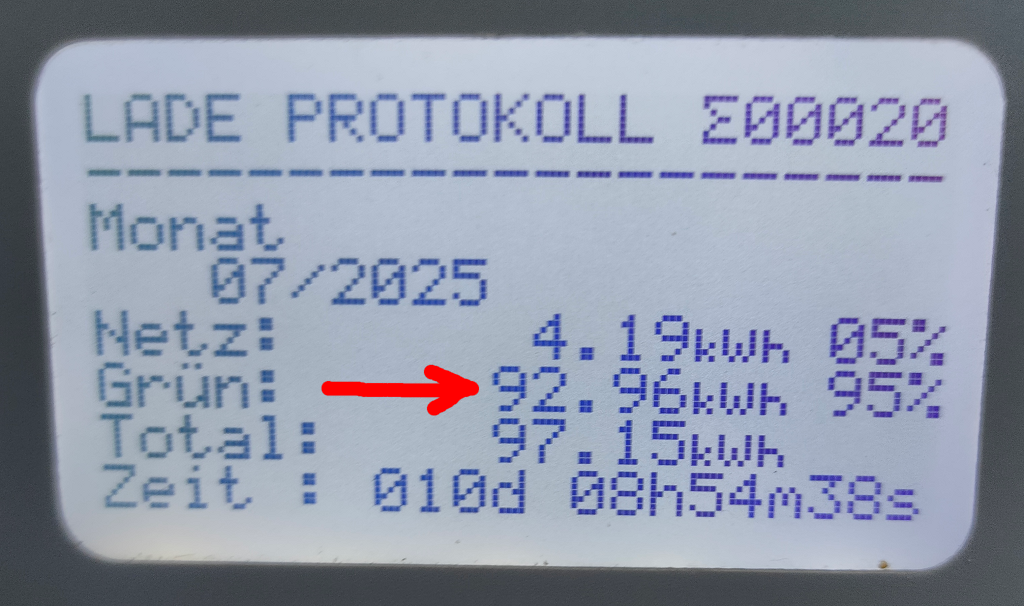 LADE PROTOKOLL Σ00020
----------------------
Monat
07/2025
Netz: 4.19kWh 05%
Grün: 92.96kWh 95%
Total: 97.15kWh
Zeit : 010d 08h54m38s